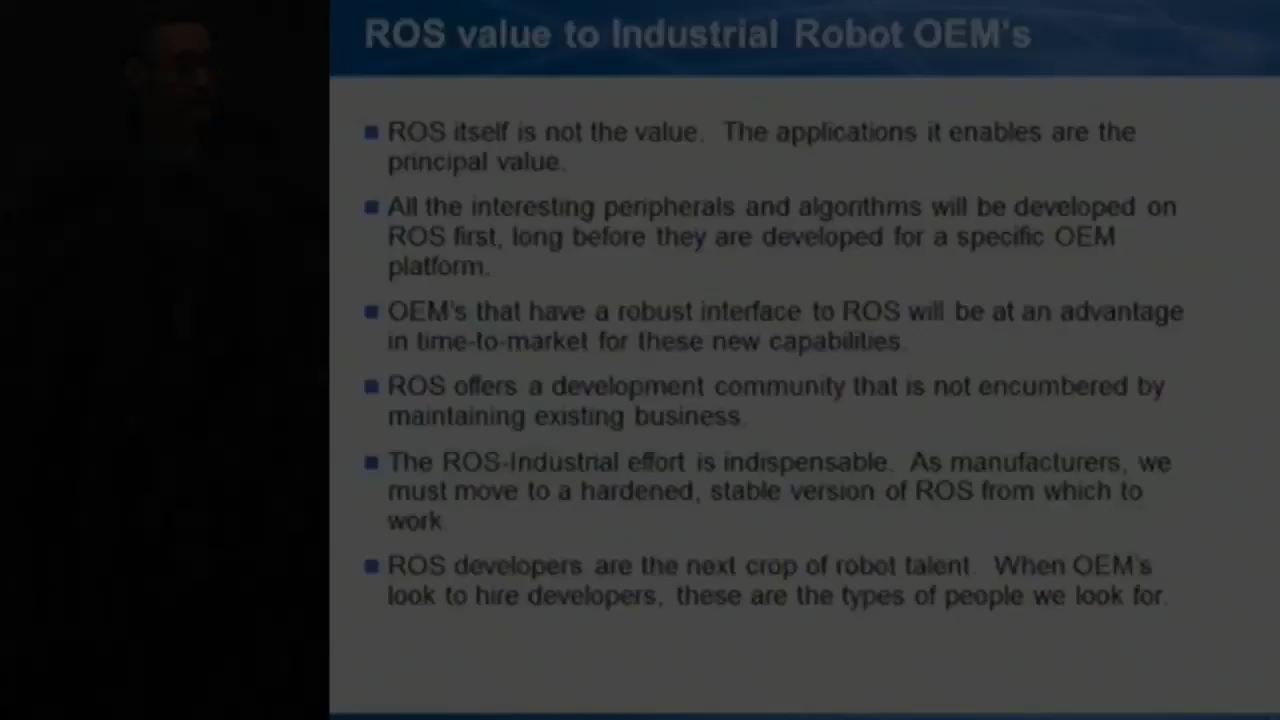 ROS value to Industrial Robot OEM's
ROS itself is not the value. The applications it enables are the
principal value.
All the interesting peripherals and algorithms will be developed on
ROS first, long before they are developed for a specific OEM
platform.
OEM's that have a robust interface to ROS will be at an advantage
in time-to-market for these new capabilities.
ROS offers a development community that is not encumbered by
maintaining existing business.
The ROS-Industrial effort is indispensable. As manufacturers, we
must move to a hardened, stable version of ROS from which to
work.
ROS developers are the next crop of robot talent. When OEM's
look to hire developers, these are the types of people we look for.